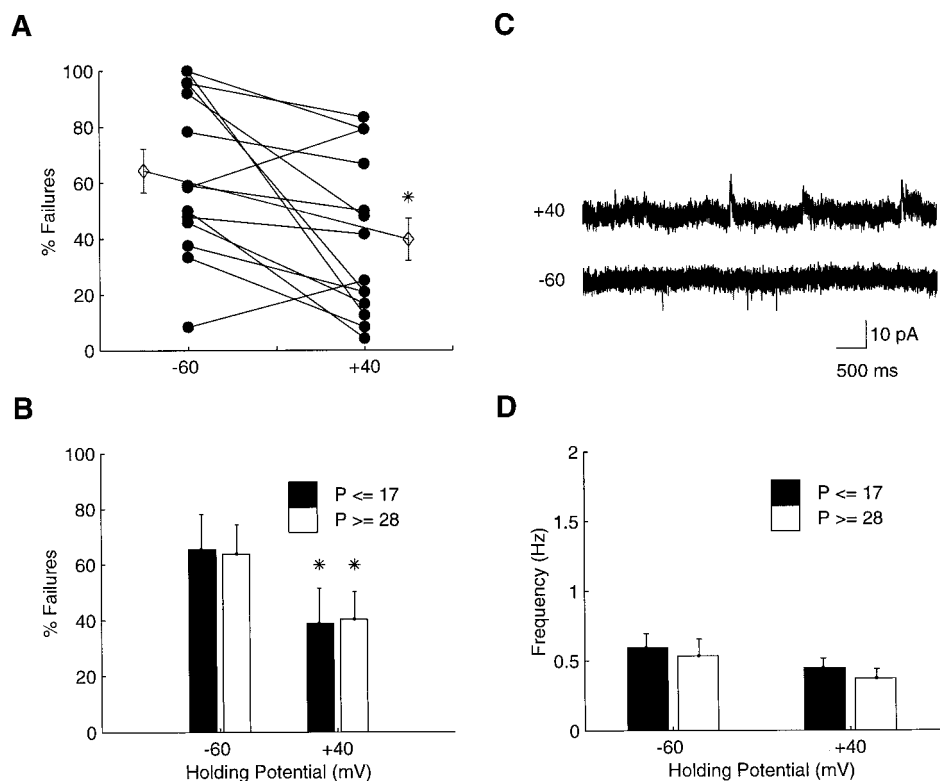 A
100
80
60
40
20
0
% Failures
*
-60
+40
B
100
80
60
40
20
0
% Failures
P <= 17
P >= 28
* *
-60
+40
Holding Potential (mV)
C
+40
-60
10 pA
500 ms
D
2
1.5
1
0.5
0
Frequency (Hz)
P <= 17
P >= 28
-60
+40
Holding Potential (mV)